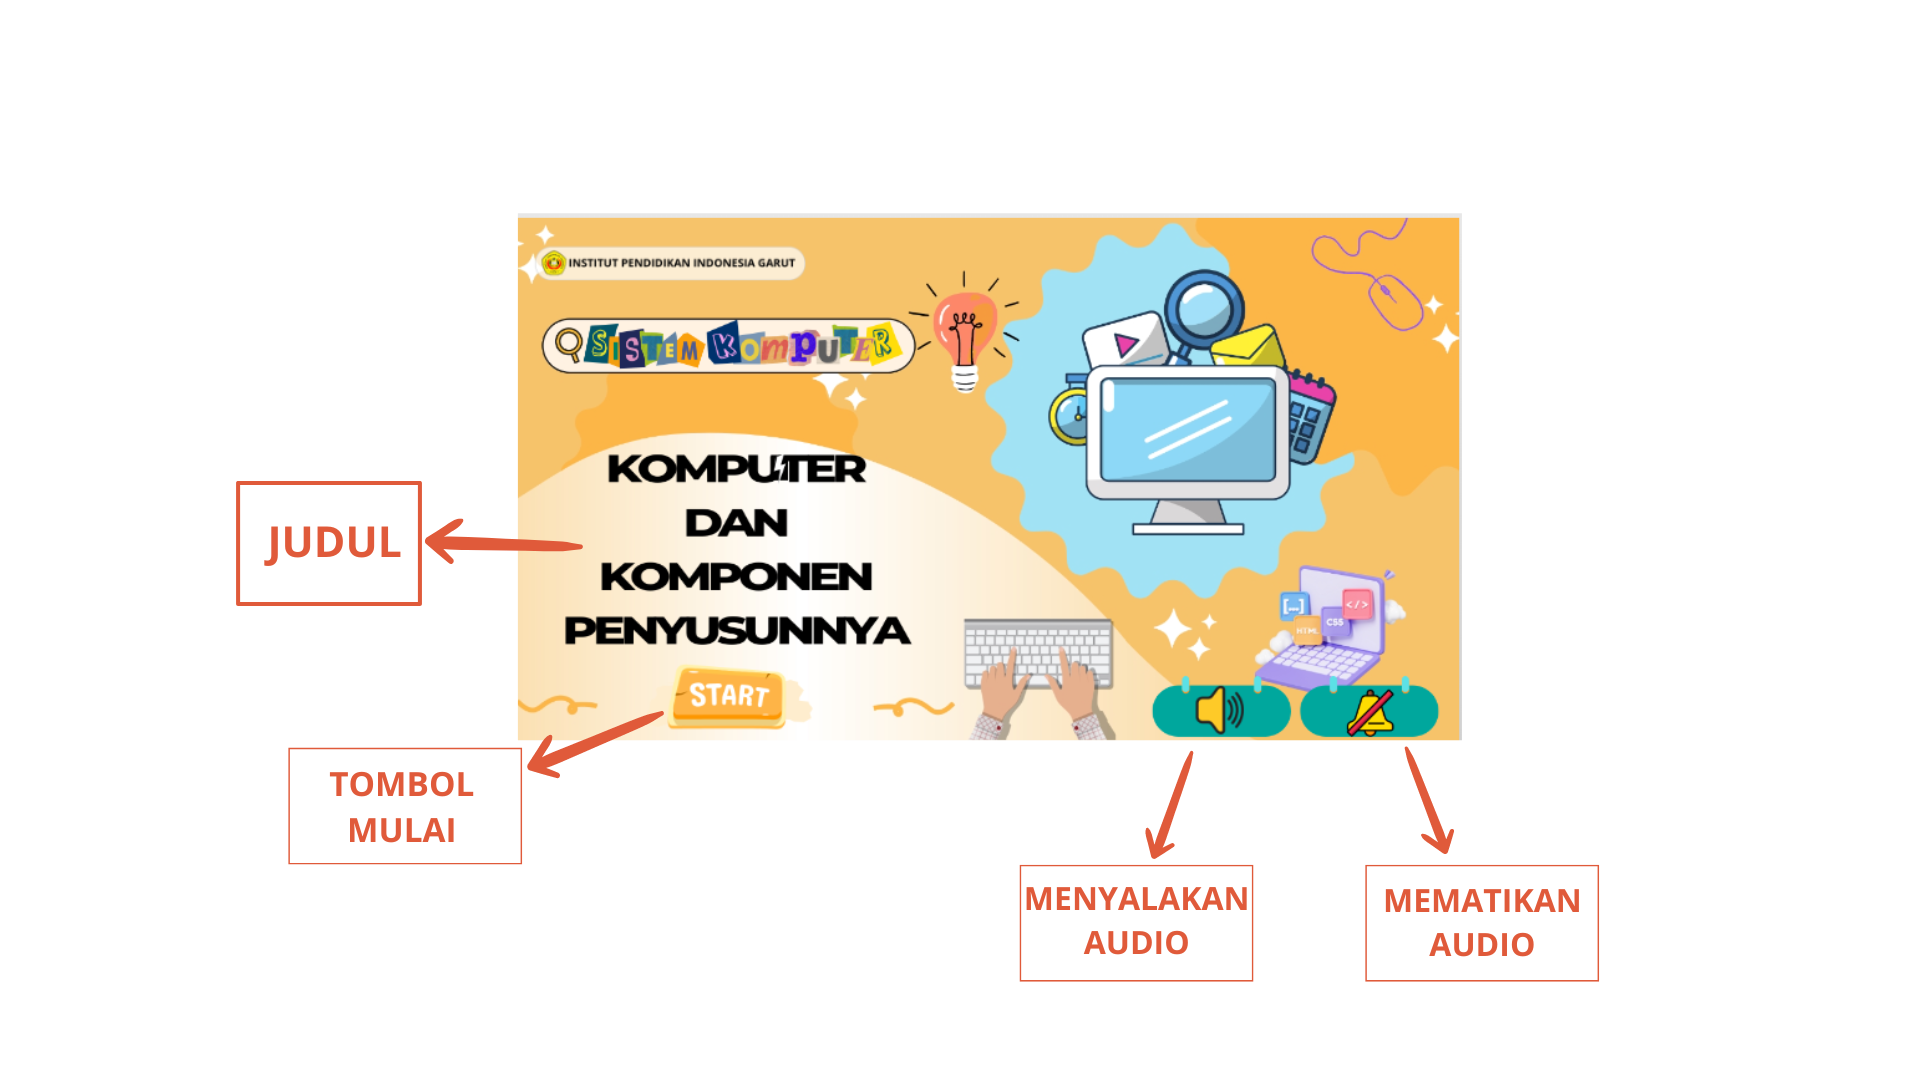 INSTITUT PENDIDIKAN INDONESIA GARUT
SISTEM KOMPUTER
KOMPUTER
DAN
KOMPONEN
PENYUSUNNYA
START
JUDUL
TOMBOL
MULAI
[...]
</>
HTML
CSS
MENYALAKAN
AUDIO
MEMATIKAN
AUDIO